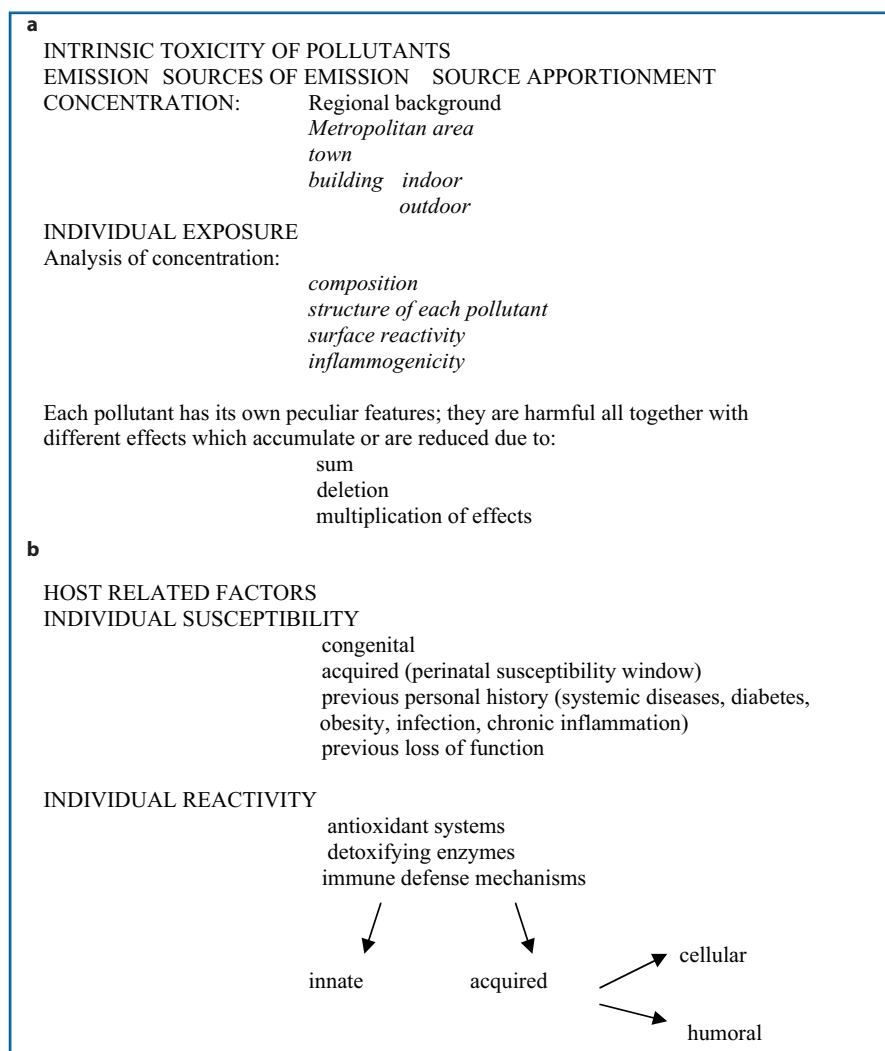 a
INTRINSIC TOXICITY OF POLLUTANTS
EMISSION SOURCES OF EMISSION SOURCE APPORTIONMENT
CONCENTRATION: Regional background
Metropolitan area
town
building indoor
outdoor
INDIVIDUAL EXPOSURE
Analysis of concentration:
composition
structure of each pollutant
surface reactivity
inflammogenicity
Each pollutant has its own peculiar features; they are harmful all together with
different effects which accumulate or are reduced due to:
sum
deletion
multiplication of effects
b
HOST RELATED FACTORS
INDIVIDUAL SUSCEPTIBILITY
congenital
acquired (perinatal susceptibility window)
previous personal history (systemic diseases, diabetes,
obesity, infection, chronic inflammation)
previous loss of function
INDIVIDUAL REACTIVITY
antioxidant systems
detoxifying enzymes
immune defense mechanisms
cellular
innate acquired
humoral